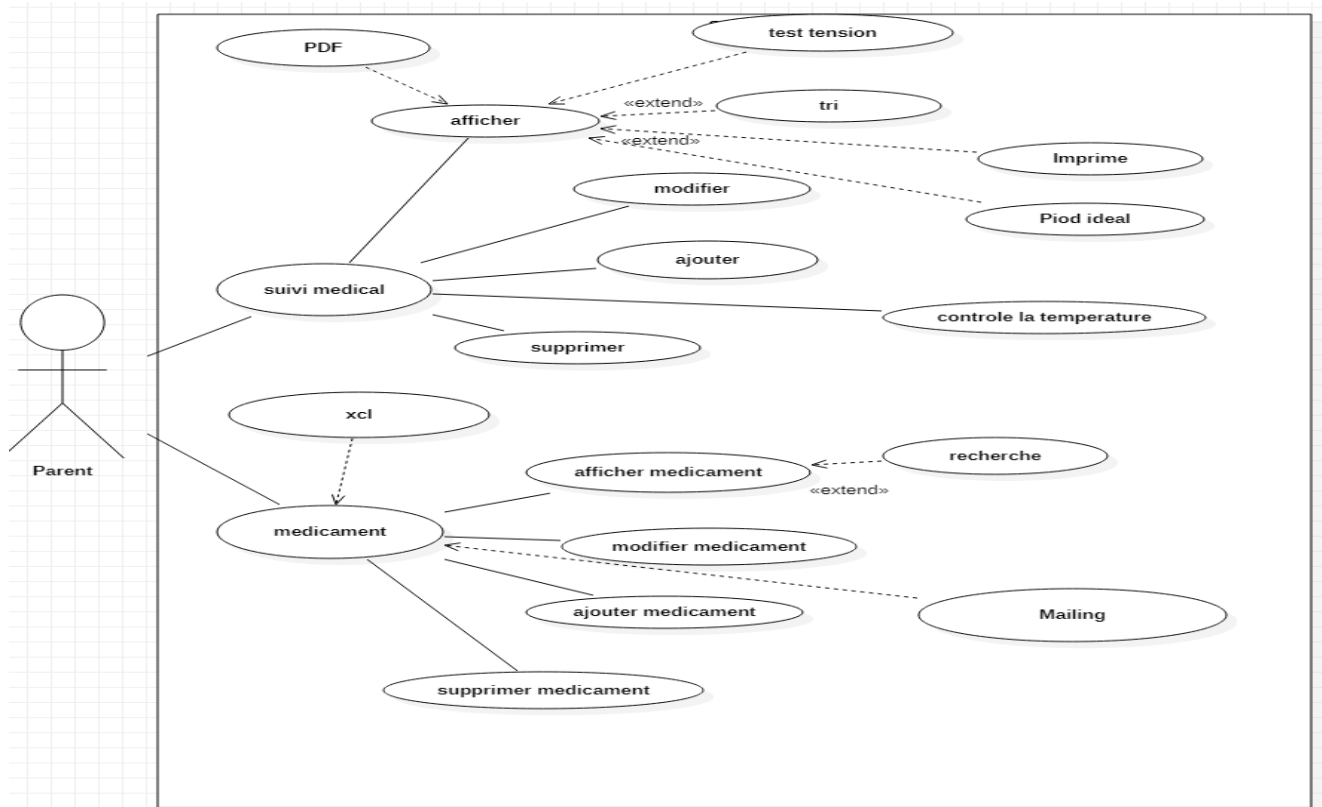 PDF
test tension
afficher
«extend»
tri
«extend»
Imprime
modifier
Piod ideal
ajouter
suivi medical
controle la temperature
supprimer
xcl
Parent
afficher medicament
recherche
«extend»
medicament
modifier medicament
ajouter medicament
Mailing
supprimer medicament